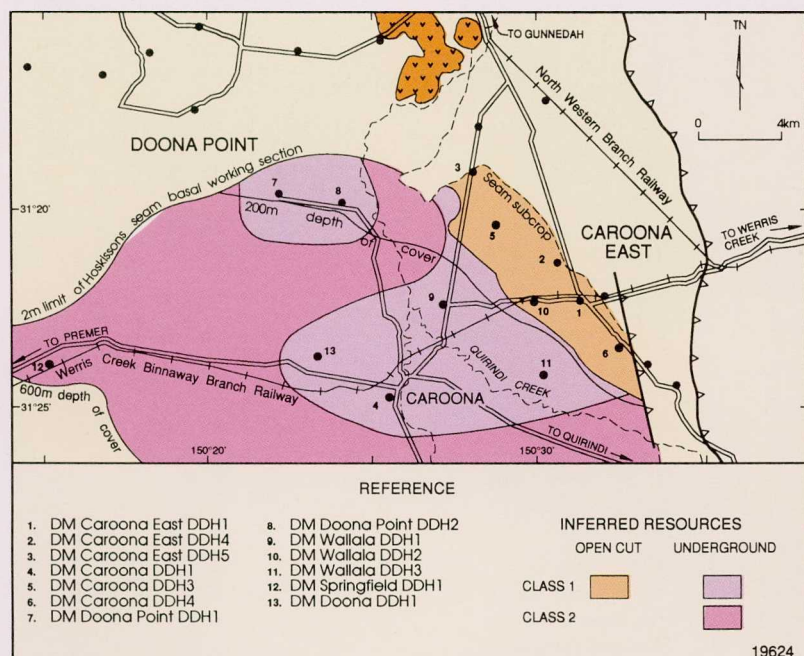 TO GUNNEDAH
TN
North Western Branch Railway
0 4km
DOONA POINT
2m limit of Hoskissons seam basal working section
31°20
3
7
8
200m depth of cover
Seam subcrop
5
CAROONA EAST
TO WERRIS CREEK
2
9
10
1
TO PREMER
12
Werris Creek Binnaway Branch Railway
13
11
6
QUIRINDI CREEK
600m depth of cover
31°25
4
CAROONA
TO QUIRINDI
150°20'
150°30'
REFERENCE
1. DM Caroona East DDH1
2. DM Caroona East DDH4
3. DM Caroona East DDH5
4. DM Caroona DDH1
5. DM Caroona DDH3
6. DM Caroona DDH4
7. DM Doona Point DDH1
8. DM Doona Point DDH2
9. DM Wallala DDH1
10. DM Wallala DDH2
11. DM Wallala DDH3
12. DM Springfield DDH1
13. DM Doona DDH1
INFERRED RESOURCES
OPEN CUT UNDERGROUND
CLASS 1
CLASS 2
19624